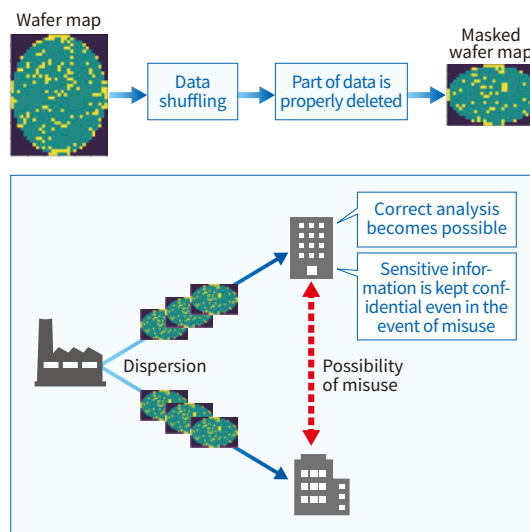 Wafer map
Data
shuffling
Part of data is
properly deleted
Masked
wafer map
Correct analysis
becomes possible
Sensitive infor-
mation is kept conf-
idential even in the
event of misuse
Dispersion
Possibility
of misuse